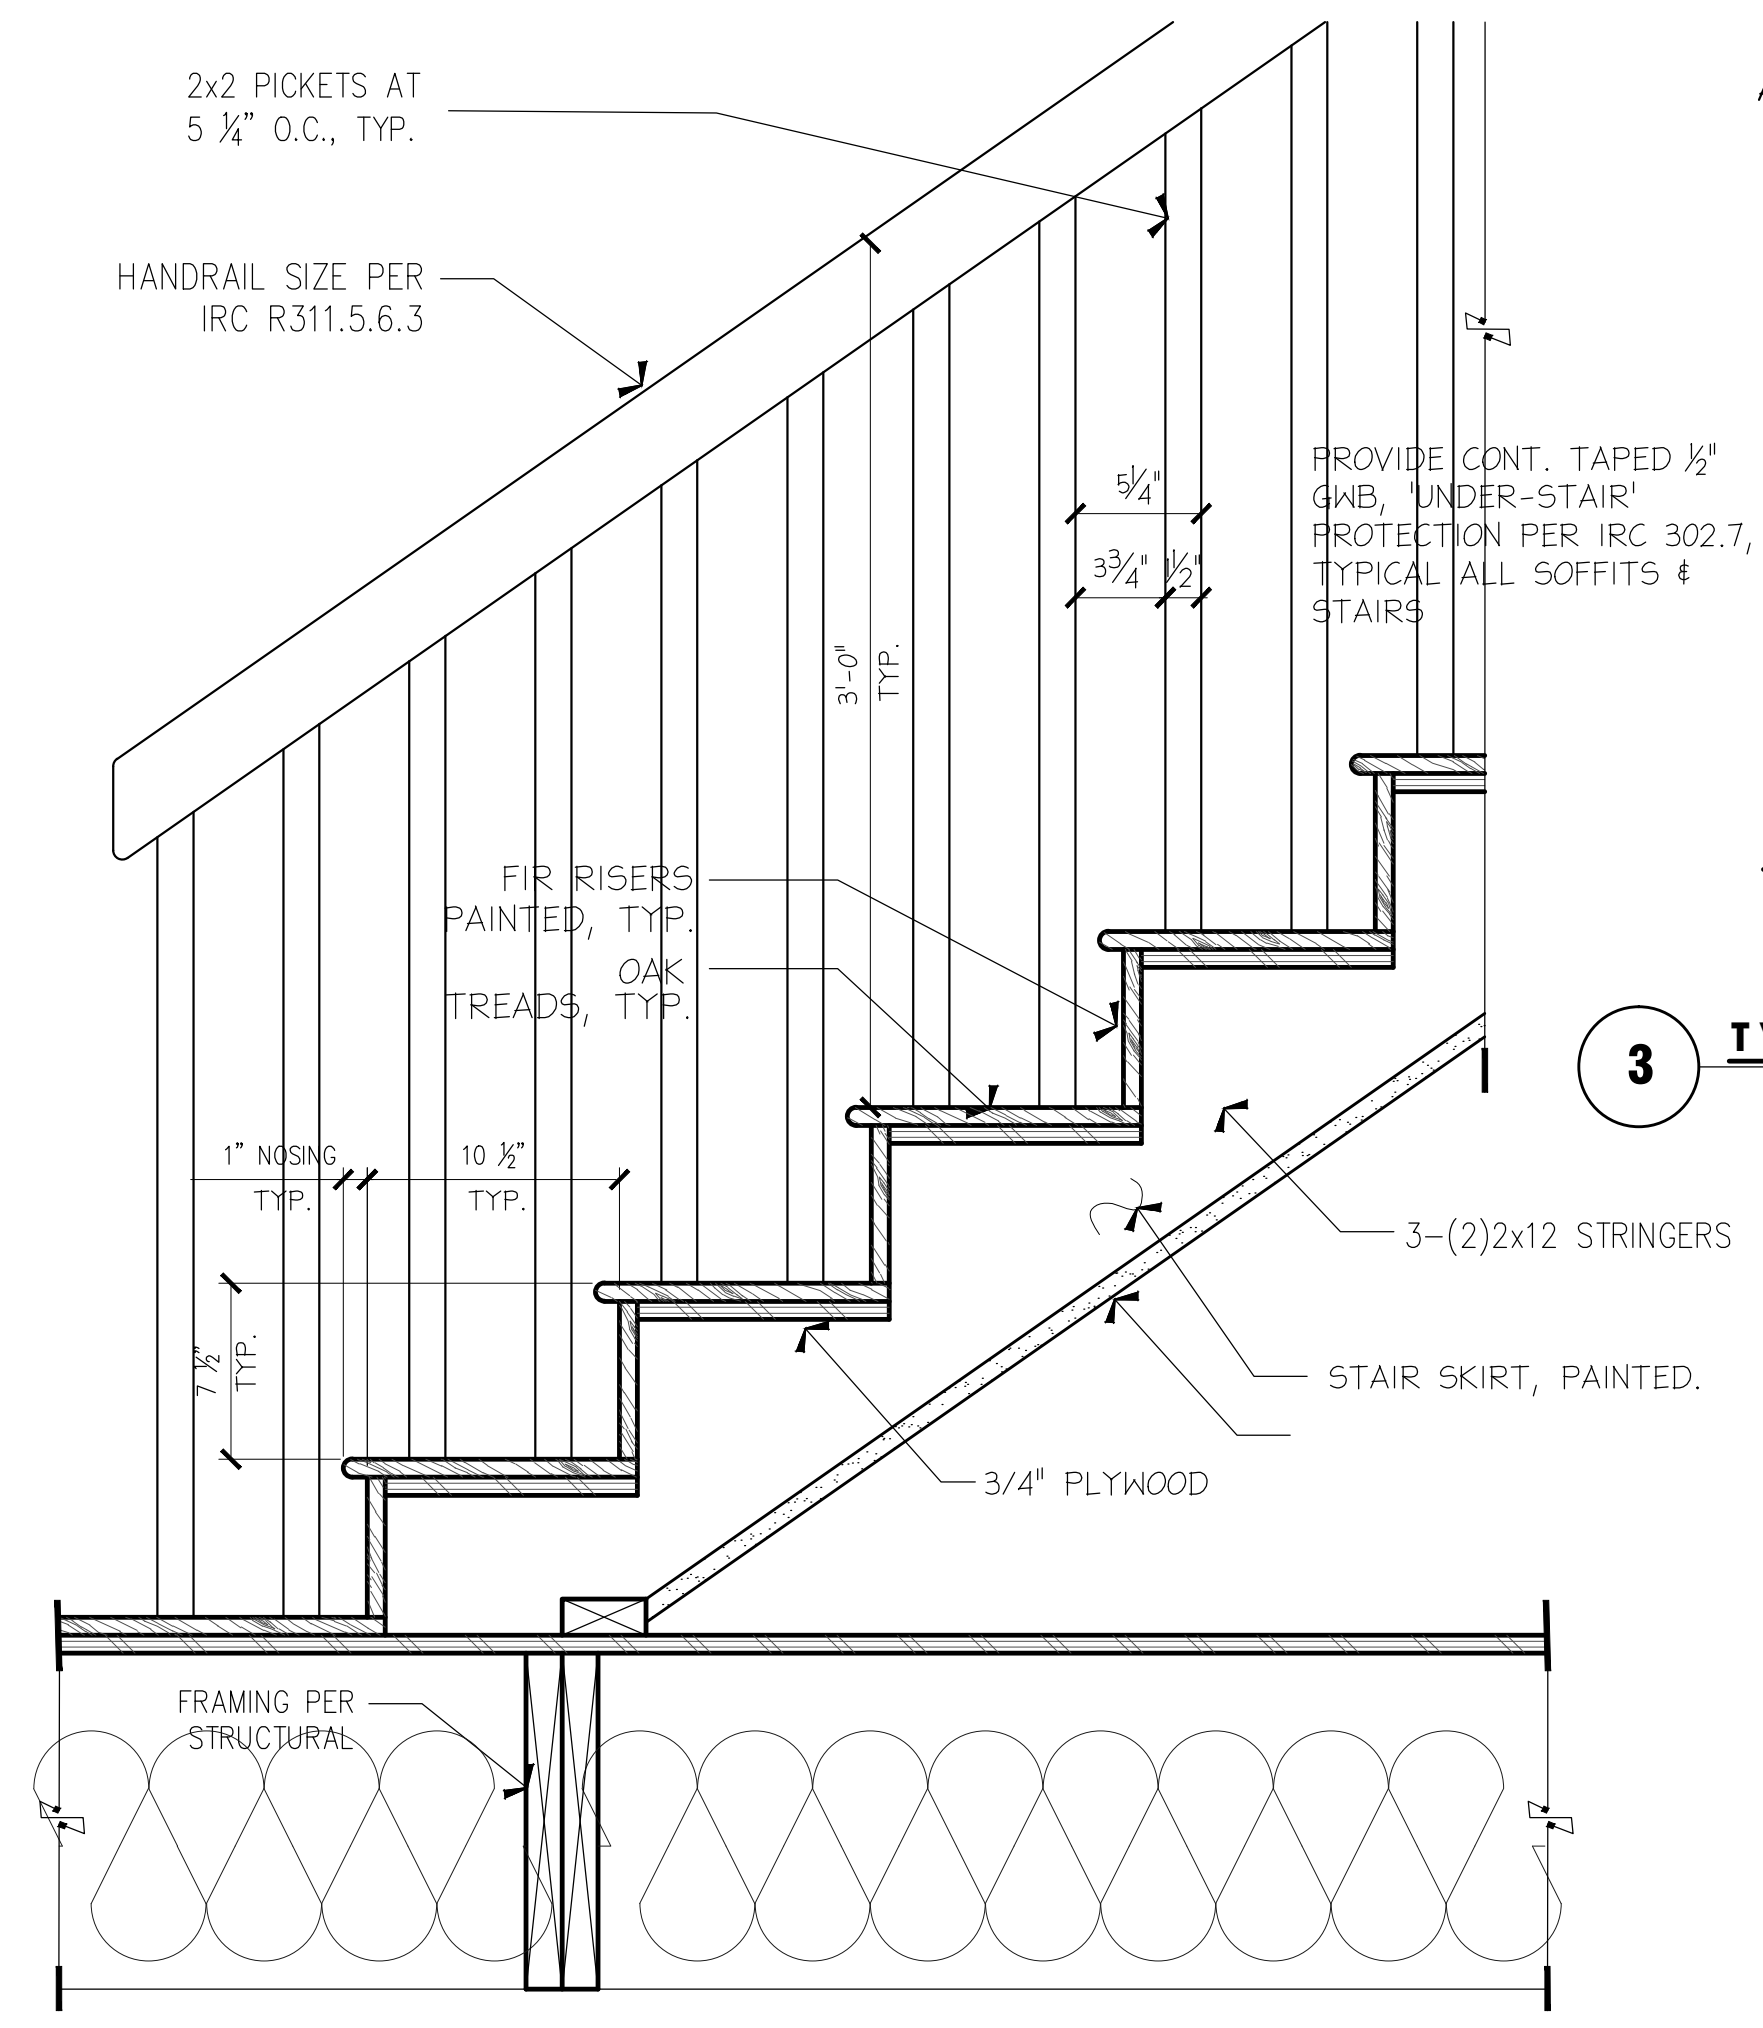 2x2 PICKETS AT
5 ¼” O.C., TYP.
HANDRAIL SIZE PER
IRC R311.5.6.3
PROVIDE CONT. TAPED ½"
GWB, 'UNDER-STAIR'
PROTECTION PER IRC 302.7,
TYPICAL ALL SOFFITS &
STAIRS
5¼"
3¾" 1½"
3'-0"
TYP.
FIR RISERS
PAINTED, TYP.
OAK
TREADS, TYP.
3
1” NOSING
TYP.
10 ½”
TYP.
7 ½”
TYP.
3-(2)2x12 STRINGERS
STAIR SKIRT, PAINTED.
3/4" PLYWOOD
FRAMING PER
STRUCTURAL